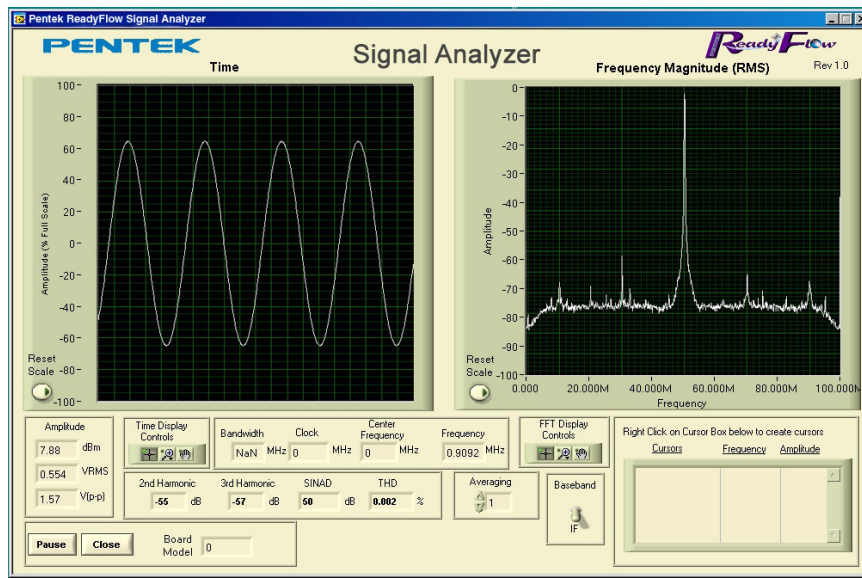 Pentek ReadyFlow Signal Analyzer
PENTEK
Signal Analyzer
ReadyFlow
Rev 1.0
Time
Frequency Magnitude (RMS)
100
80
60
40
20
0
-20
-40
-60
-80
-100
Amplitude (% Full Scale)
Reset
Scale
0
-10
-20
-30
-40
-50
-60
-70
-80
-90
-100
Amplitude
Reset
Scale
0.000
20.000M
40.000M
60.000M
80.000M
100.000M
Frequency
Amplitude
7.88 dBm
0.554 VRMS
1.57 V(p-p)
Time Display
Controls
Bandwidth
NaN MHz
Clock
0 MHz
Center
Frequency
0 MHz
Frequency
0.9092 MHz
FFT Display
Controls
Right Click on Cursor Box below to create cursors
Cursors Frequency Amplitude
2nd Harmonic
-55 dB
3rd Harmonic
-57 dB
SINAD
50 dB
THD
0.002 %
Averaging
1
Baseband
IF
Pause
Close
Board
Model
0